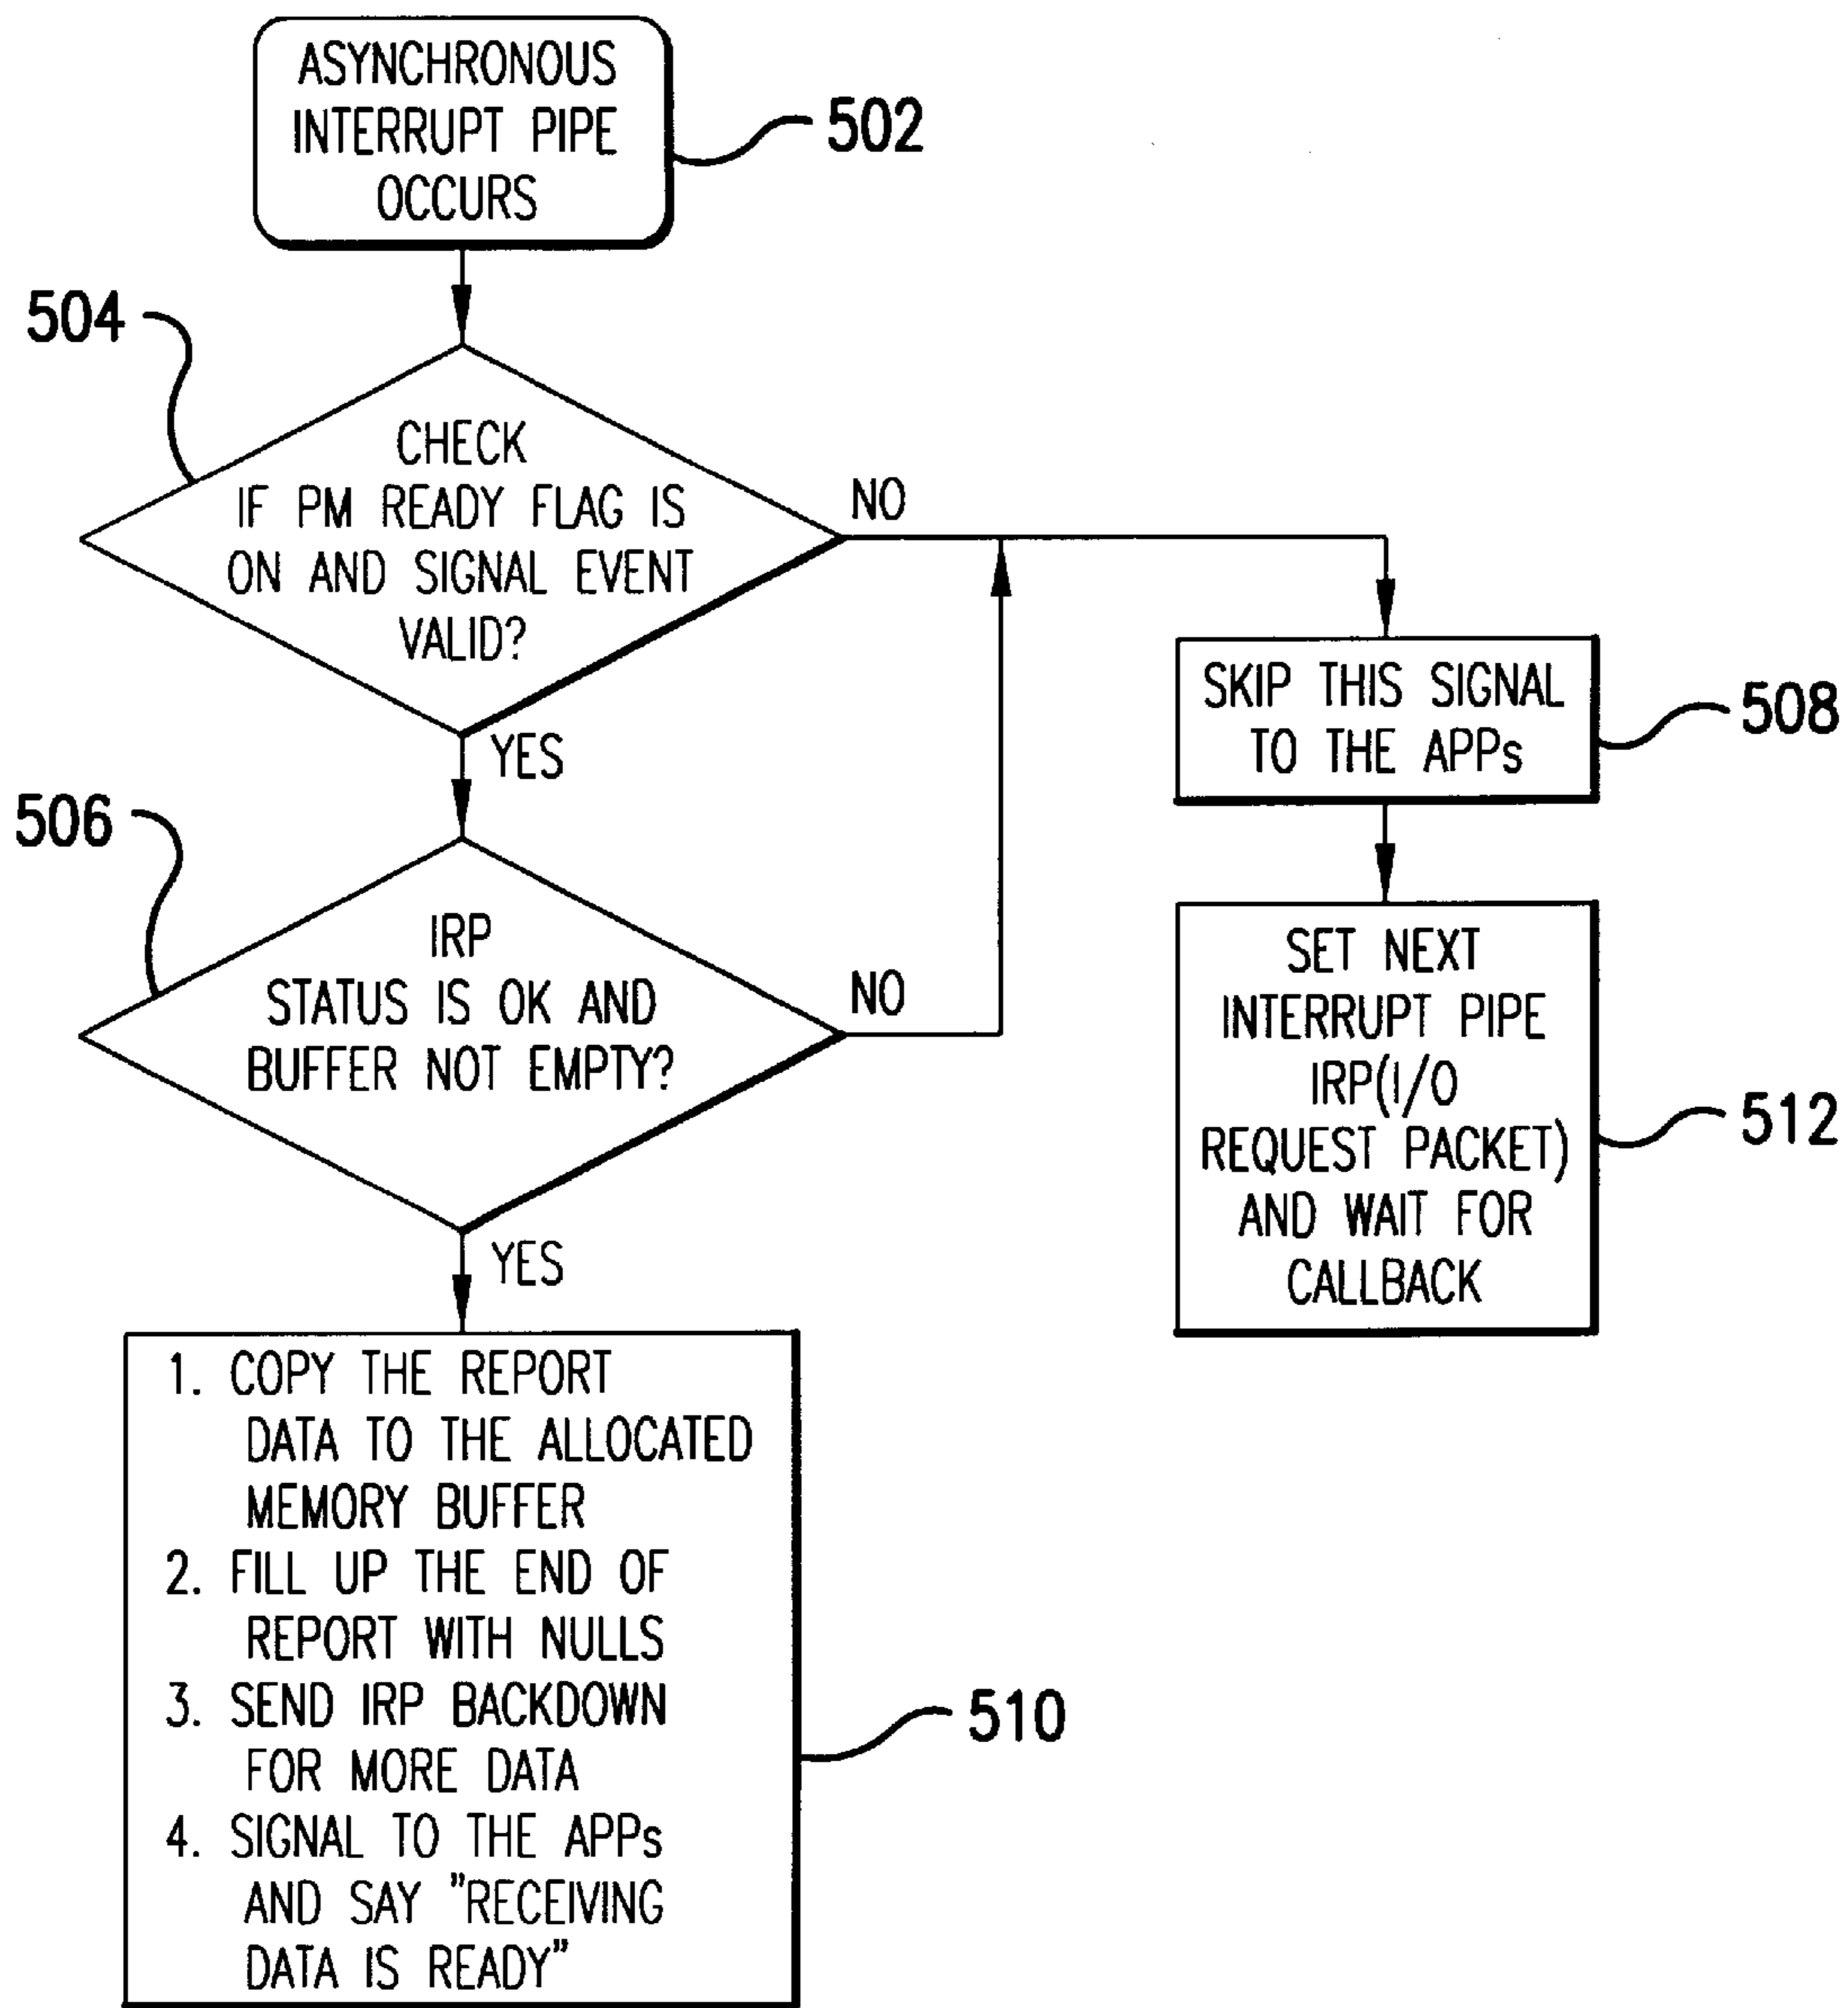 ASYNCHRONOUS
INTERRUPT PIPE
OCCURS
502
504
CHECK
IF PM READY FLAG IS
ON AND SIGNAL EVENT
VALID?
NO
YES
SKIP THIS SIGNAL
TO THE APPs
508
506
IRP
STATUS IS OK AND
BUFFER NOT EMPTY?
NO
YES
SET NEXT
INTERRUPT PIPE
IRP(I/O
REQUEST PACKET)
AND WAIT FOR
CALLBACK
512
1. COPY THE REPORT
DATA TO THE ALLOCATED
MEMORY BUFFER
2. FILL UP THE END OF
REPORT WITH NULLS
3. SEND IRP BACKDOWN
FOR MORE DATA
4. SIGNAL TO THE APPs
AND SAY "RECEIVING
DATA IS READY"
510